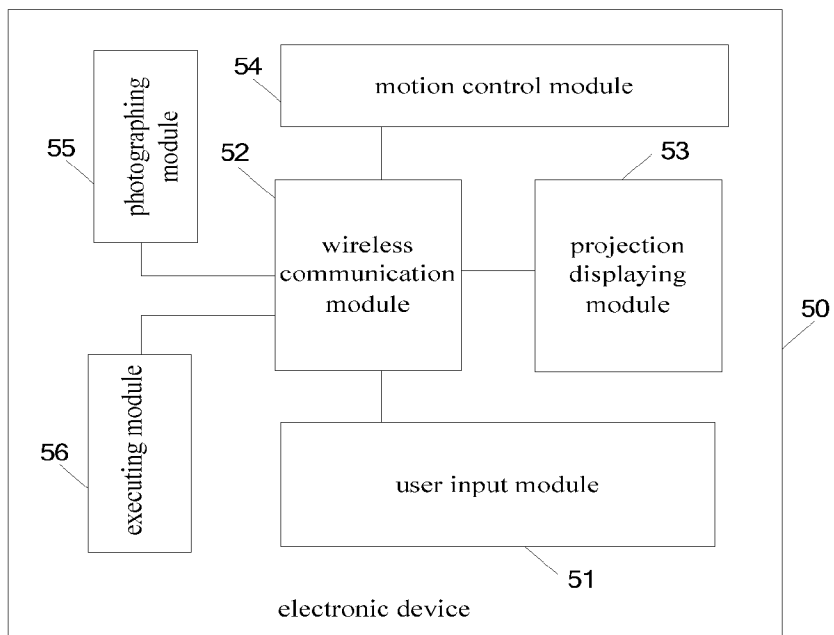 54
motion control module
photographing
module
55
52
53
wireless
communication
module
projection
displaying
module
50
executing module
56
user input module
51
electronic device